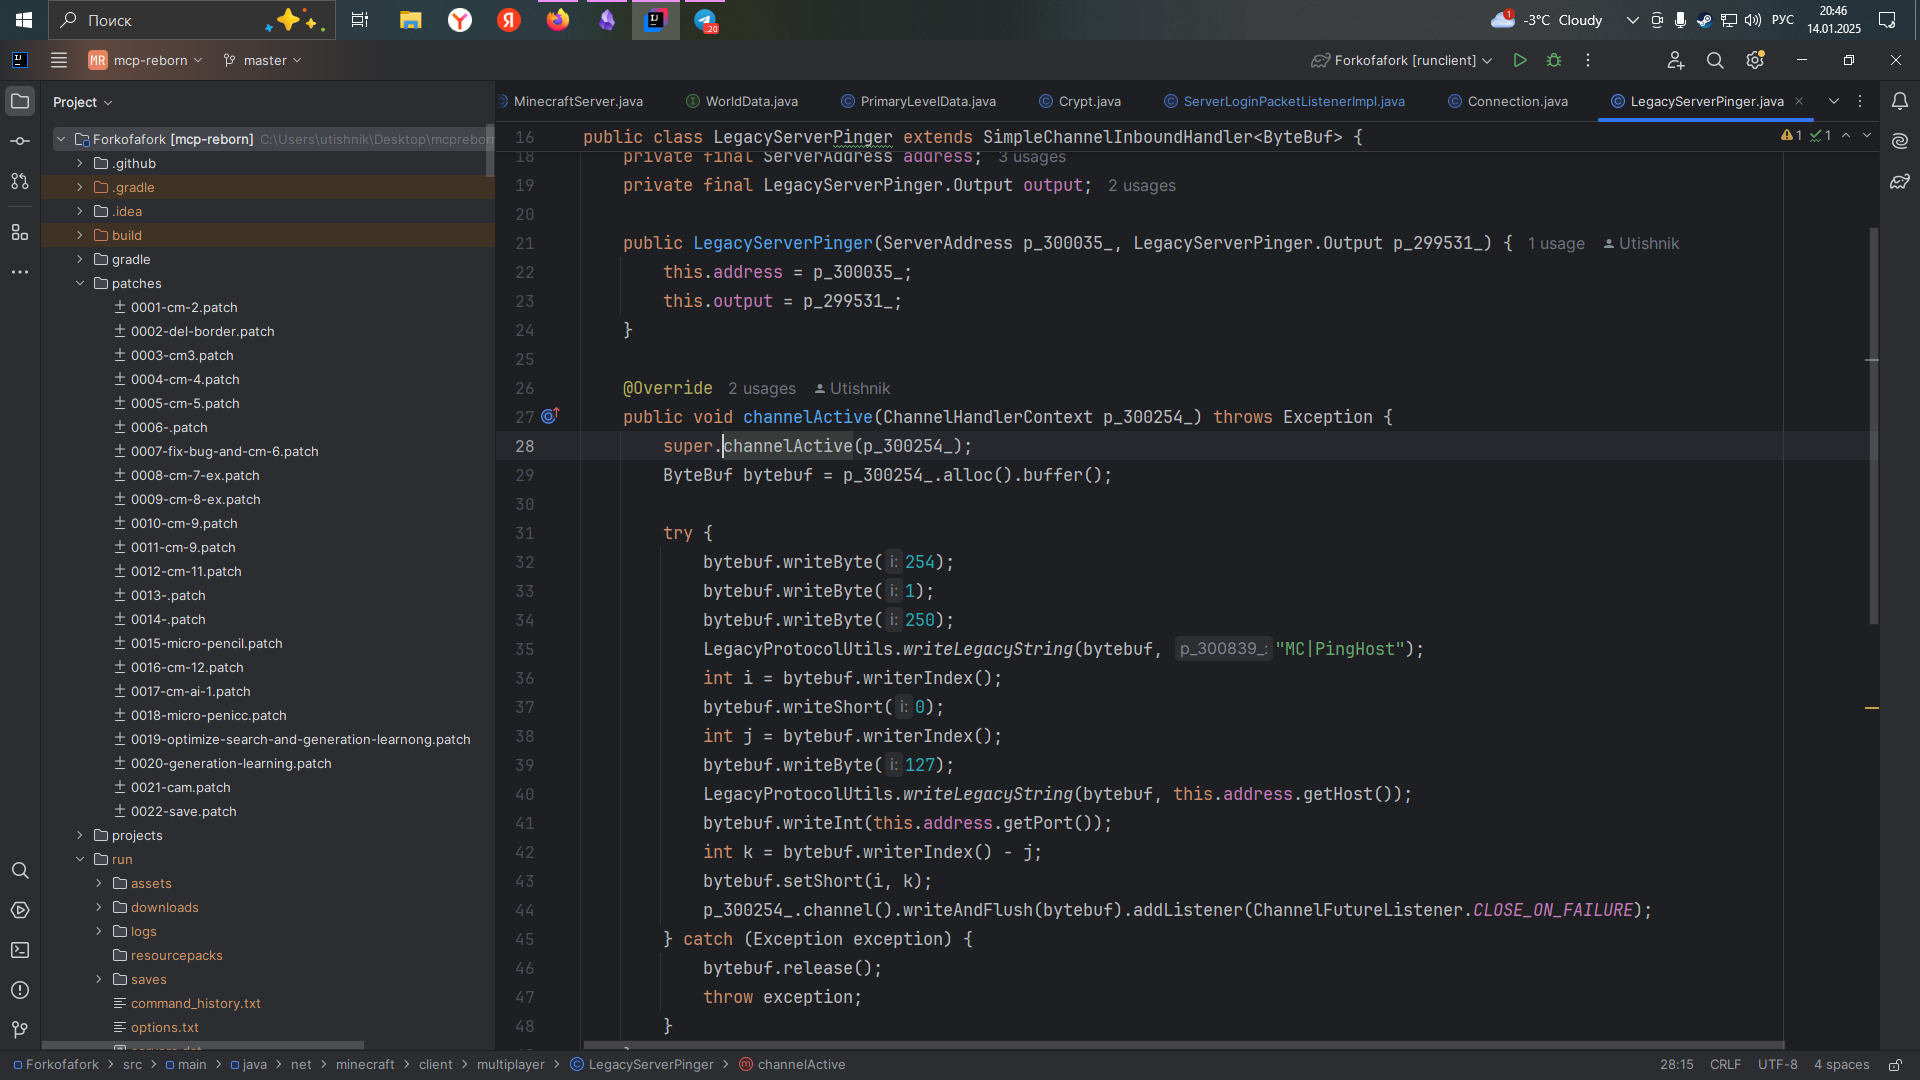 Поиск
20
1
-3°C Cloudy
РУС
20:46
14.01.2025
MR mcp-reborn
master
Forkofafork [runclient]
Project
MinecraftServer.java
WorldData.java
PrimaryLevelData.java
Crypt.java
ServerLoginPacketListenerImpl.java
Connection.java
LegacyServerPinger.java
Forkofafork [mcp-reborn] C:\Users\utishnik\Desktop\mcprebor
.github
.gradle
.idea
build
gradle
patches
0001-cm-2.patch
0002-del-border.patch
0003-cm3.patch
0004-cm-4.patch
0005-cm-5.patch
0006-.patch
0007-fix-bug-and-cm-6.patch
0008-cm-7-ex.patch
0009-cm-8-ex.patch
0010-cm-9.patch
0011-cm-9.patch
0012-cm-11.patch
0013-.patch
0014-.patch
0015-micro-pencil.patch
0016-cm-12.patch
0017-cm-ai-1.patch
0018-micro-penicc.patch
0019-optimize-search-and-generation-learnong.patch
0020-generation-learning.patch
0021-cam.patch
0022-save.patch
projects
run
assets
downloads
logs
resourcepacks
saves
command_history.txt
options.txt
16 public class LegacyServerPinger extends SimpleChannelInboundHandler<ByteBuf> {
1 1
18 private final ServerAddress address; 3 usages
19 private final LegacyServerPinger.Output output; 2 usages
20
21 public LegacyServerPinger(ServerAddress p_300035_, LegacyServerPinger.Output p_299531_) { 1 usage Utishnik
22 this.address = p_300035_;
23 this.output = p_299531_;
24 }
25
26 @Override 2 usages Utishnik
27 public void channelActive(ChannelHandlerContext p_300254_) throws Exception {
28 super.channelActive(p_300254_);
29 ByteBuf bytebuf = p_300254_.alloc().buffer();
30
31 try {
32 bytebuf.writeByte( i: 254);
33 bytebuf.writeByte( i: 1);
34 bytebuf.writeByte( i: 250);
35 LegacyProtocolUtils.writeLegacyString(bytebuf, p_300839_: "MC|PingHost");
36 int i = bytebuf.writerIndex();
37 bytebuf.writeShort( i: 0);
38 int j = bytebuf.writerIndex();
39 bytebuf.writeByte( i: 127);
40 LegacyProtocolUtils.writeLegacyString(bytebuf, this.address.getHost());
41 bytebuf.writeInt(this.address.getPort());
42 int k = bytebuf.writerIndex() - j;
43 bytebuf.setShort(i, k);
44 p_300254_.channel().writeAndFlush(bytebuf).addListener(ChannelFutureListener.CLOSE_ON_FAILURE);
45 } catch (Exception exception) {
46 bytebuf.release();
47 throw exception;
48 }
Forkofafork > src > main > java > net > minecraft > client > multiplayer > LegacyServerPinger > channelActive
28:15 CRLF UTF-8 4 spaces